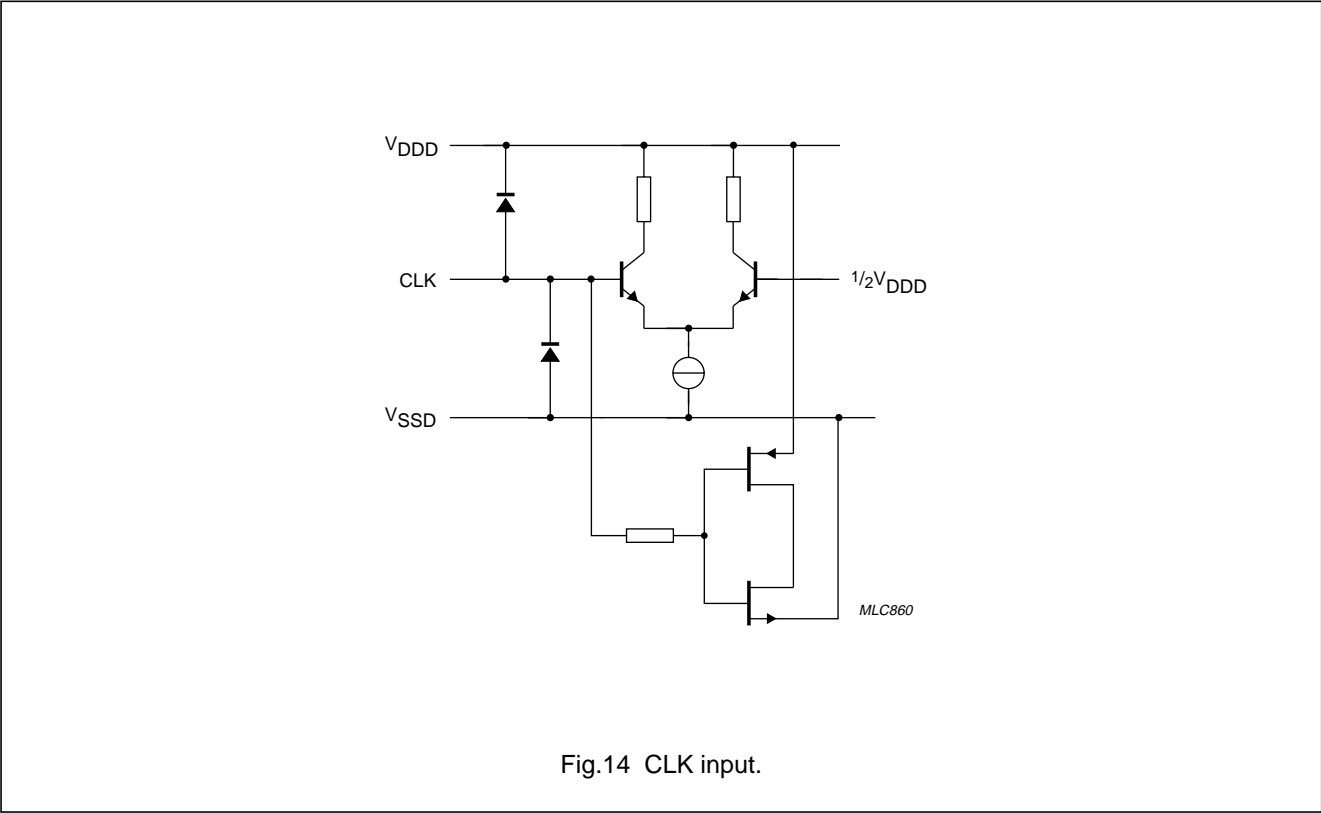 VDDD
CLK
1/2VDDD
VSSD
MLC860
Fig.14 CLK input.